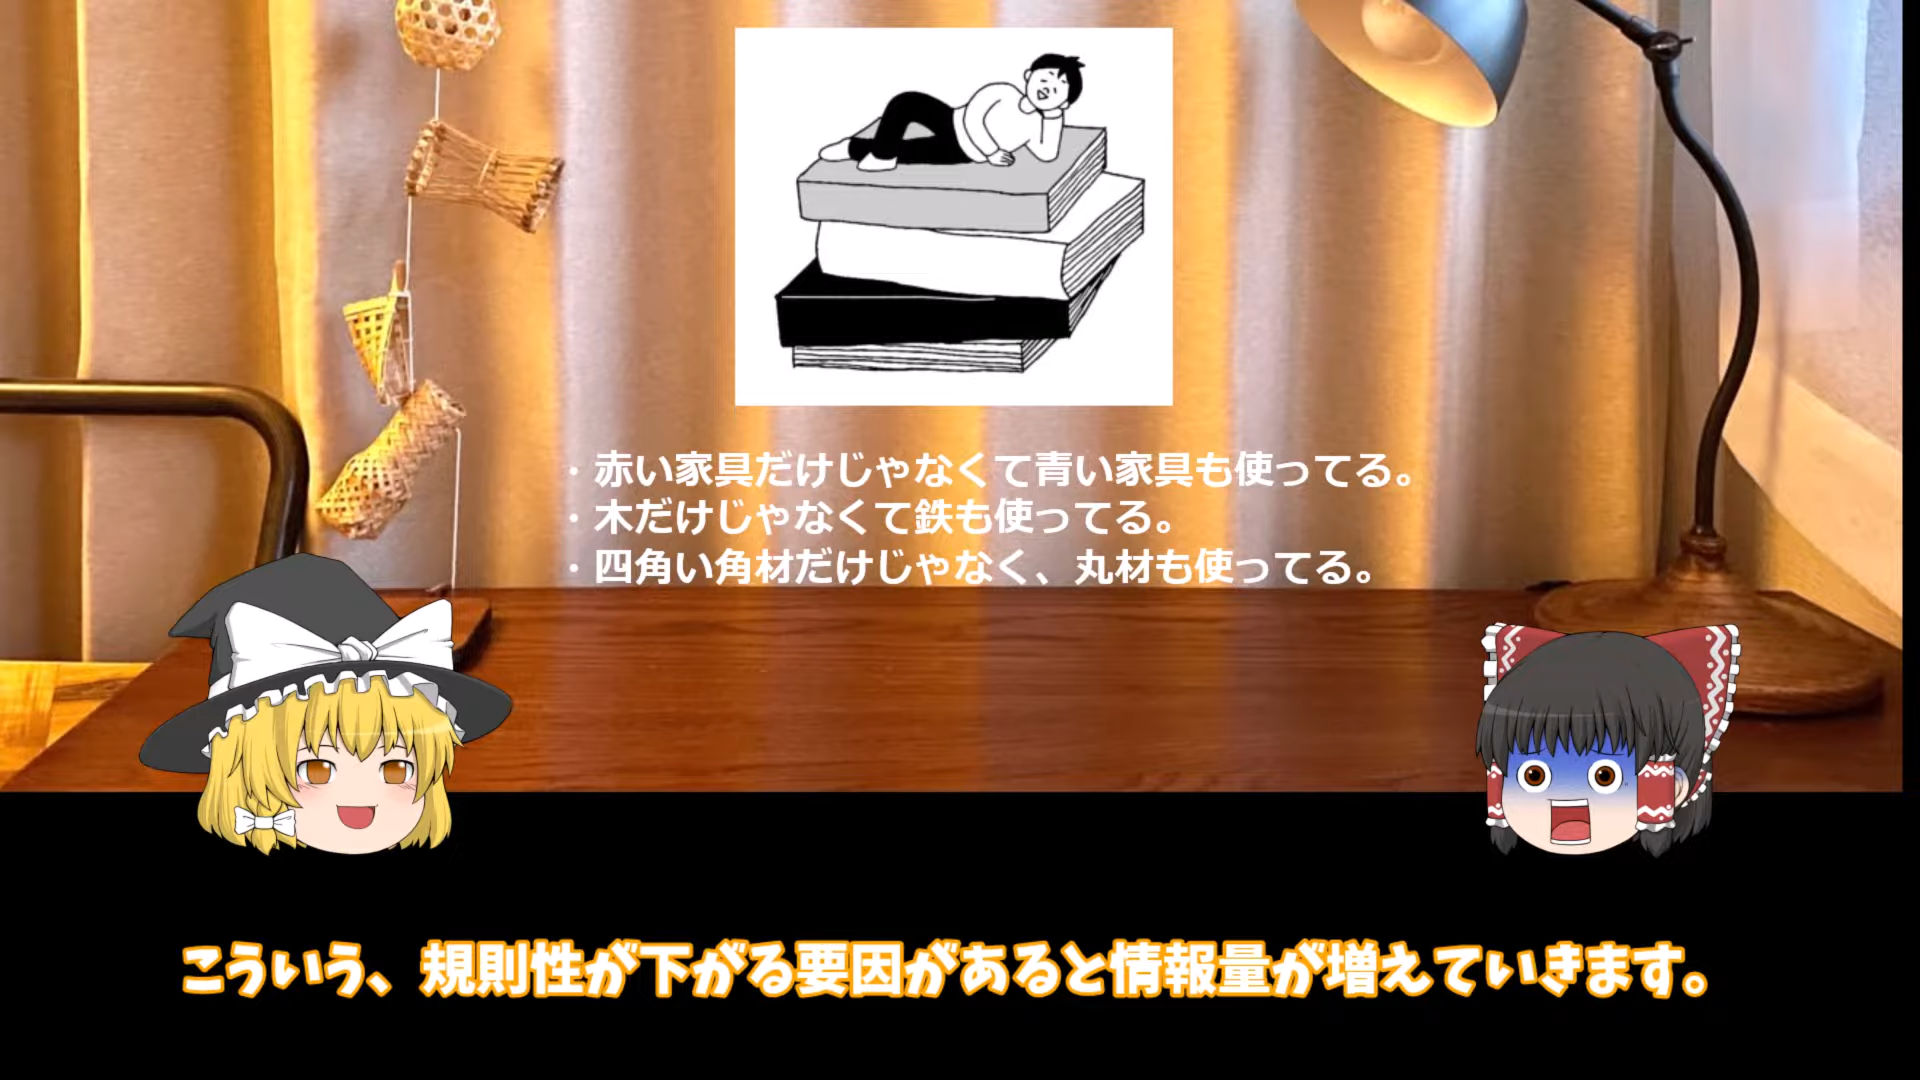 ・赤い家具だけじゃなくて青い家具も使ってる。
・木だけじゃなくて鉄も使ってる。
・四角い角材だけじゃなく、丸材も使ってる。
こういう、規則性が下がる要因があると情報量が増えていきます。